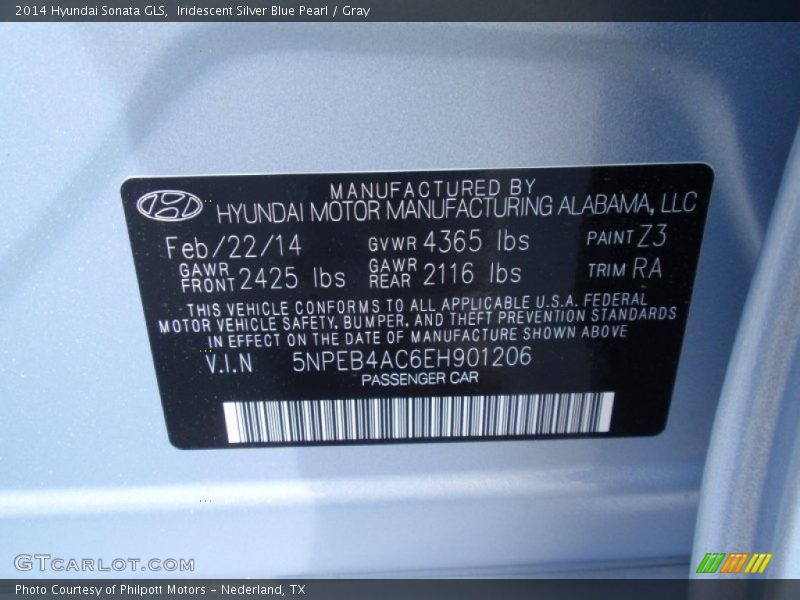 2014 Hyundai Sonata GLS,  Iridescent Silver Blue Pearl / Gray
MANUFACTURED BY
HYUNDAI MOTOR MANUFACTURING ALABAMA, LLC
Feb/22/14 GVWR 4365 lbs PAINT Z3
GAWR FRONT 2425 lbs GAWR REAR 2116 lbs TRIM RA
THIS VEHICLE CONFORMS TO ALL APPLICABLE U.S.A. FEDERAL
MOTOR VEHICLE SAFETY, BUMPER, AND THEFT PREVENTION STANDARDS
IN EFFECT ON THE DATE OF MANUFACTURE SHOWN ABOVE
V.I.N 5NPEB4AC6EH901206
PASSENGER CAR
GTCARLOT.COM
Photo Courtesy of Philpott Motors - Nederland, TX